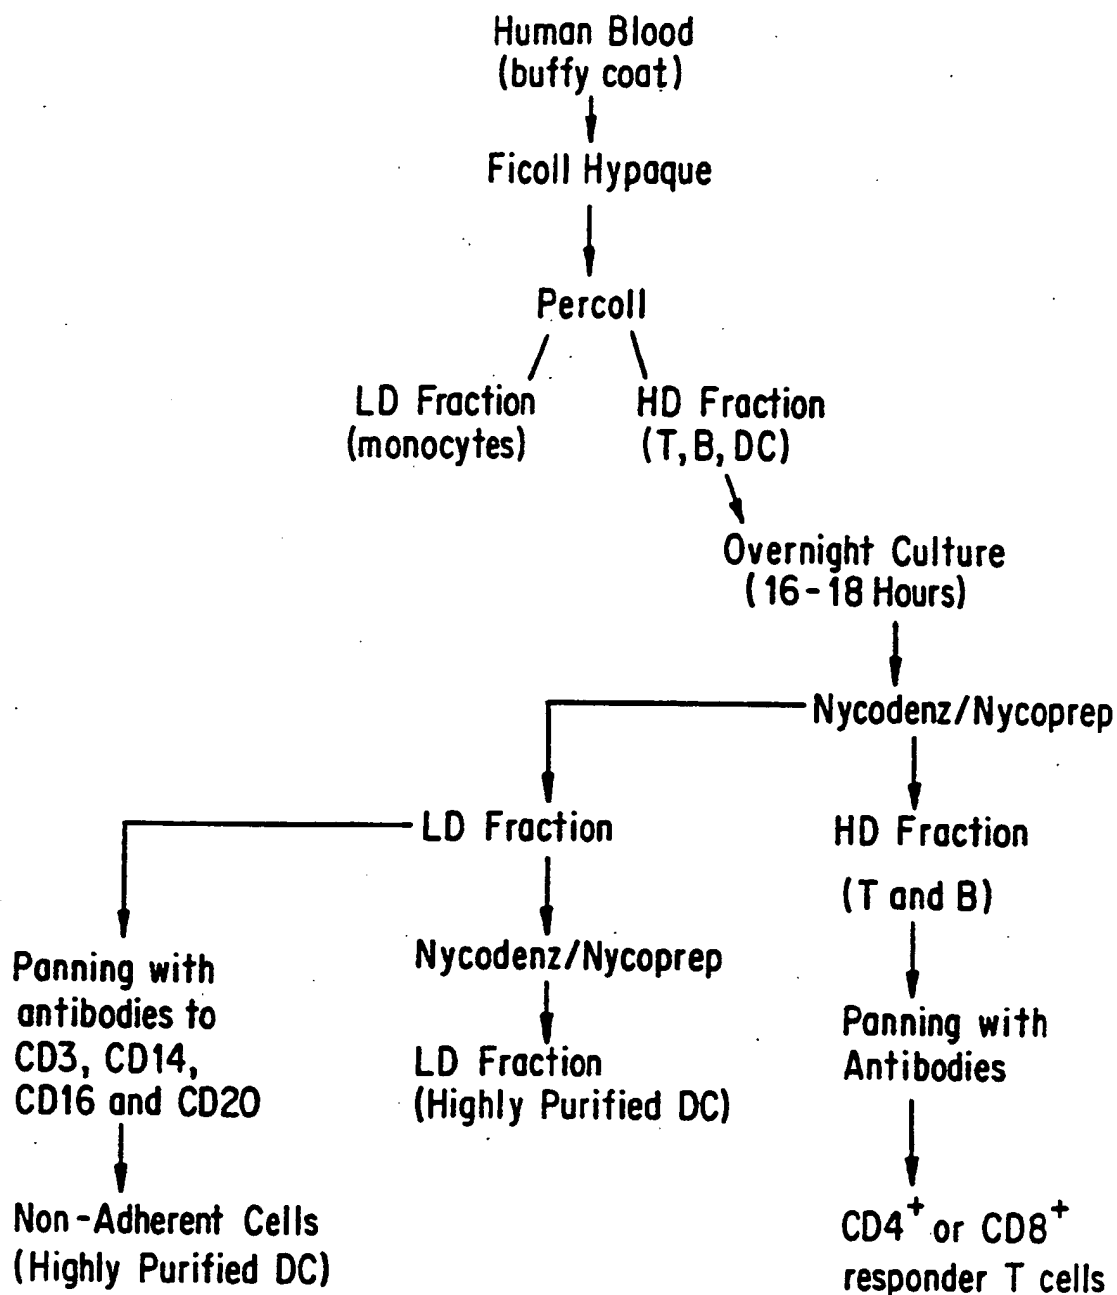 Human Blood
(buffy coat)
Ficoll Hypaque
Percoll
LD Fraction
(monocytes)
HD Fraction
(T, B, DC)
Overnight Culture
(16-18 Hours)
Nycodenz/Nycoprep
LD Fraction
HD Fraction
(T and B)
Panning with
antibodies to
CD3, CD14,
CD16 and CD20
Nycodenz/Nycoprep
LD Fraction
(Highly Purified DC)
Panning with
Antibodies
Non-Adherent Cells
(Highly Purified DC)
CD4⁺ or CD8⁺
responder T cells